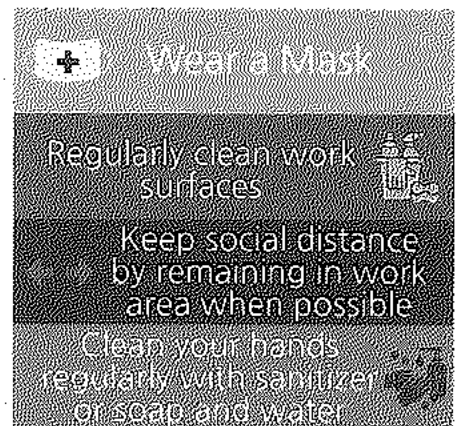 Wear a Mask
Regularly clean work
surfaces
Keep social distance
by remaining in work
area when possible
Clean your hands
regularly with sanitizer
or soap and water